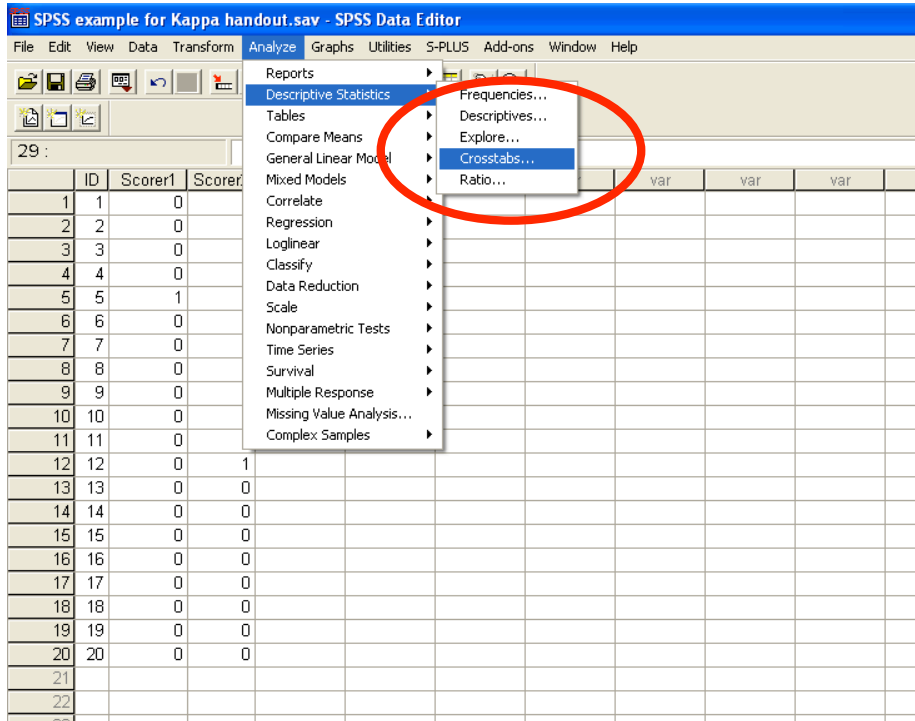 SPSS example for Kappa handout.sav - SPSS Data Editor
File Edit View Data Transform Analyze Graphs Utilities S-PLUS Add-ons Window Help
Reports
Descriptive Statistics
Tables
Compare Means
General Linear Model
Mixed Models
Correlate
Regression
Loglinear
Classify
Data Reduction
Scale
Nonparametric Tests
Time Series
Survival
Multiple Response
Missing Value Analysis...
Complex Samples
Frequencies...
Descriptives...
Explore...
Crosstabs...
Ratio...
29 :
ID Scorer1 var var var
1 1 0
2 2 0
3 3 0
4 4 0
5 5 1
6 6 0
7 7 0
8 8 0
9 9 0
10 10 0
11 11 0
12 12 0 1
13 13 0 0
14 14 0 0
15 15 0 0
16 16 0 0
17 17 0 0
18 18 0 0
19 19 0 0
20 20 0 0
21
22